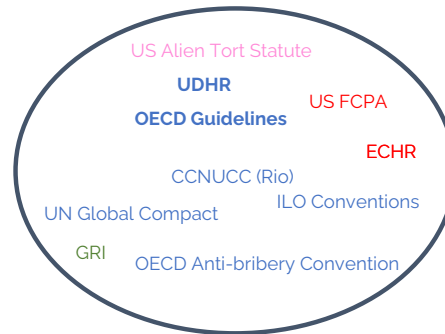 US Alien Tort Statute
UDHR
US FCPA
OECD Guidelines
ECHR
CCNUCC (Rio)
ILO Conventions
UN Global Compact
GRI
OECD Anti-bribery Convention